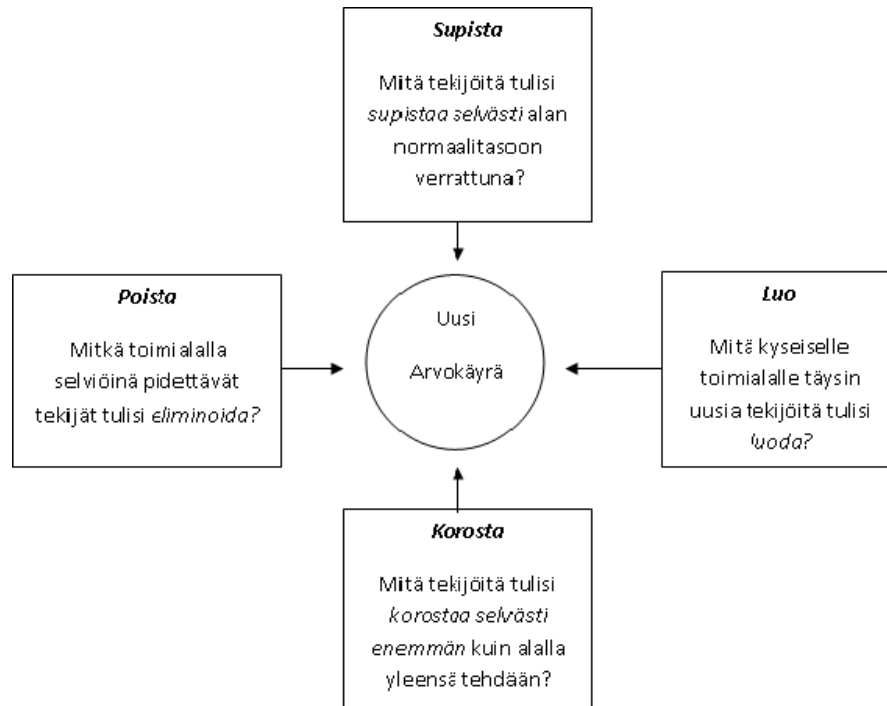 Supista
Mitä tekijöitä tulisi
supistaa selvästi alan
normaalitasoon
verrattuna?
Poista
Mitkä toimialalla
selviöinä pidettävät
tekijät tulisi eliminoida?
Uusi
Arvokäyrä
Luo
Mitä kyseiselle
toimialalle täysin
uusia tekijöitä tulisi
luoda?
Korosta
Mitä tekijöitä tulisi
korostaa selvästi
enemmän kuin alalla
yleensä tehdään?